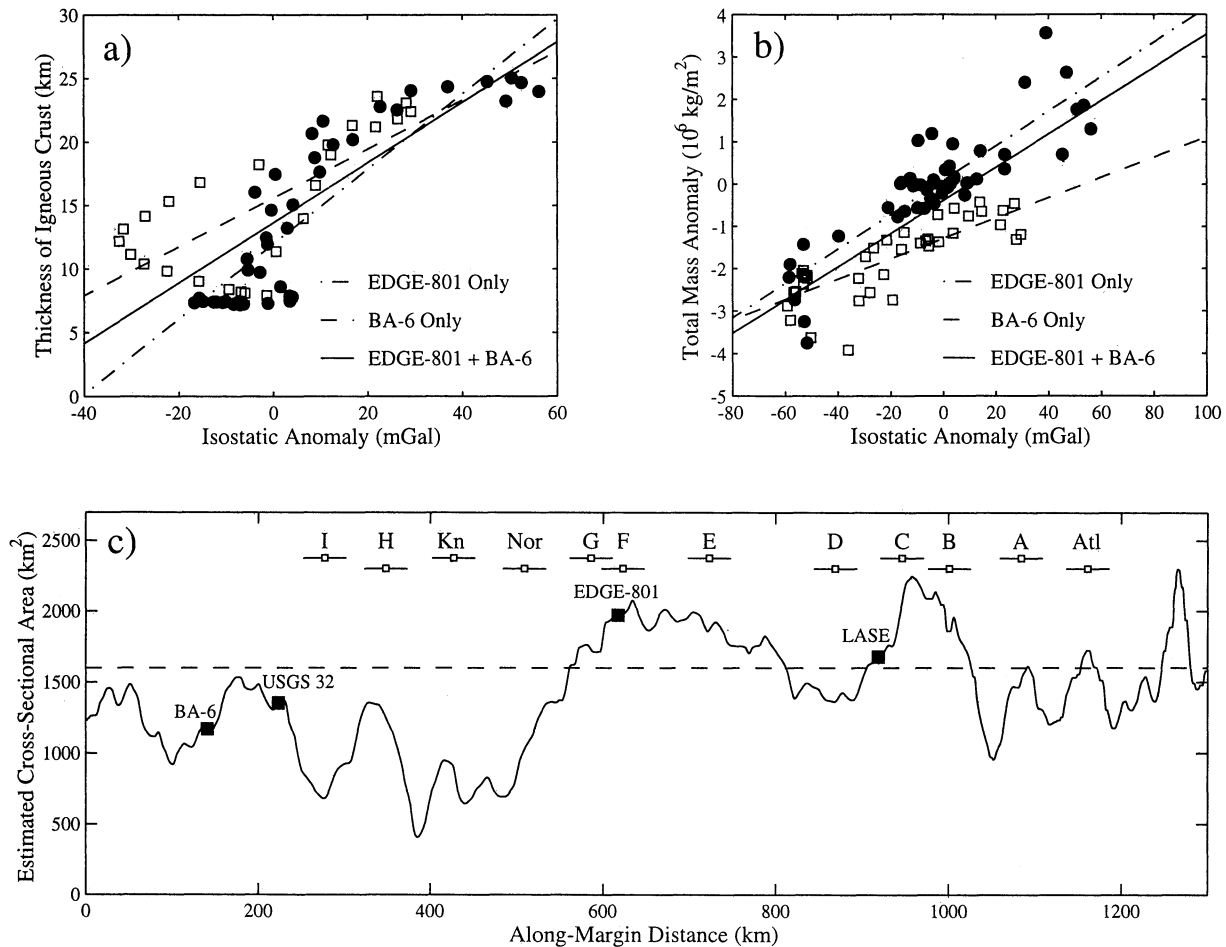 a)
Thickness of Igneous Crust (km)
30
25
20
15
10
5
0
-40 -20 0 20 40 60
Isostatic Anomaly (mGal)
EDGE-801 Only
BA-6 Only
EDGE-801 + BA-6
b)
Total Mass Anomaly (10^6 kg/m^2)
4
3
2
1
0
-1
-2
-3
-4
-5
-80 -60 -40 -20 0 20 40 60 80 100
Isostatic Anomaly (mGal)
EDGE-801 Only
BA-6 Only
EDGE-801 + BA-6
c)
Estimated Cross-Sectional Area (km^2)
2500
2000
1500
1000
500
0
I H Kn Nor G F E D C B A Atl
EDGE-801
LASE
USGS 32
BA-6
0 200 400 600 800 1000 1200
Along-Margin Distance (km)